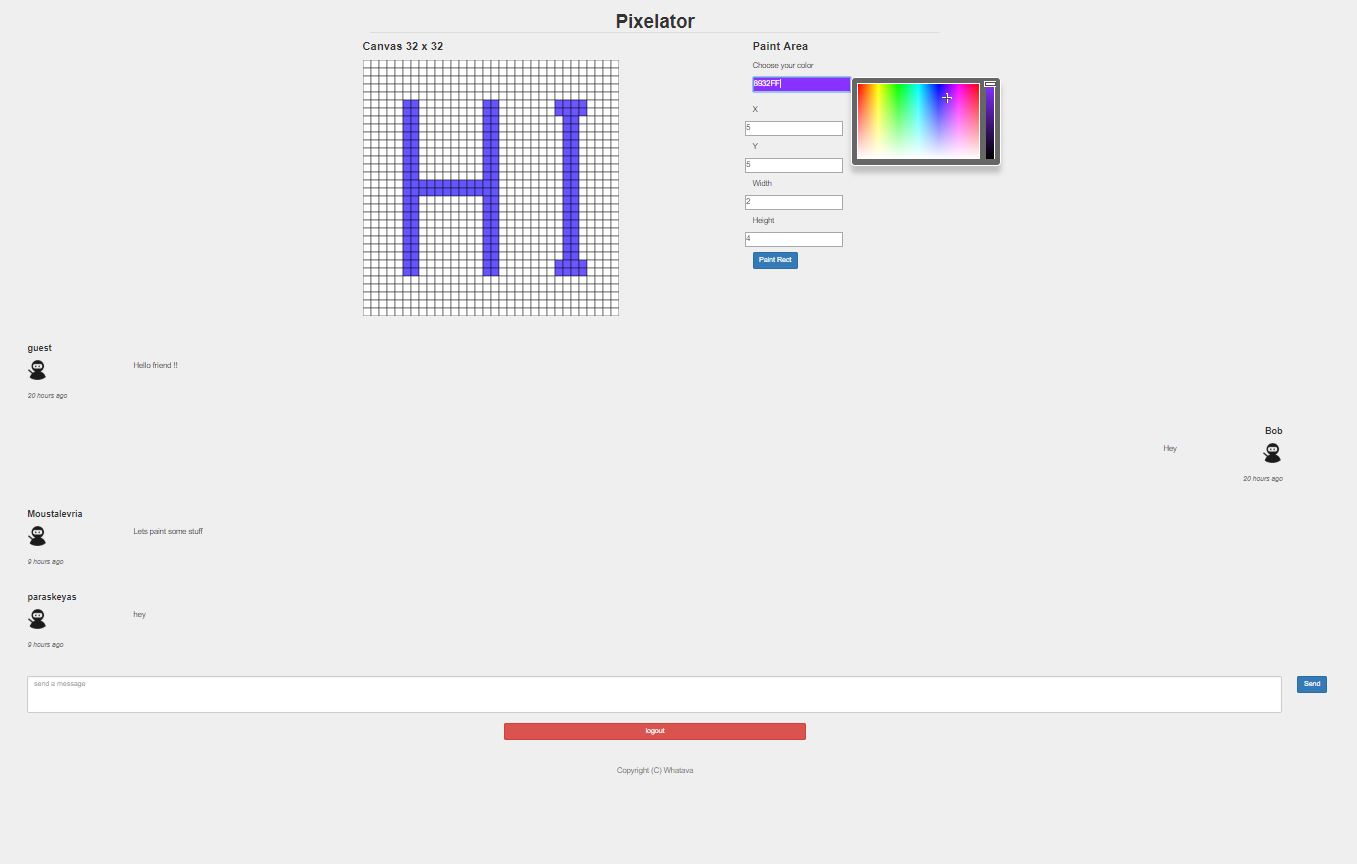 Pixelator
Canvas 32 x 32
HI
Paint Area
Choose your color
8932FF
X
5
Y
5
Width
2
Height
4
Paint Rect
guest
Hello friend !!
20 hours ago
Bob
Hey
20 hours ago
Moustalevria
Lets paint some stuff
9 hours ago
paraskeyas
hey
9 hours ago
send a message
Send
logout
Copyright (C) Whatava